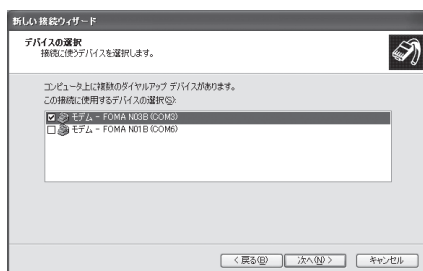 新しい接続ウィザード
デバイスの選択
接続に使うデバイスを選択します。
コンピュータ上に複数のダイヤルアップ デバイスがあります。
この接続に使用するデバイスの選択(S):
モデム - FOMA N03B (COM3)
モデム - FOMA N01B (COM6)
< 戻る(B) 次へ(N) > キャンセル